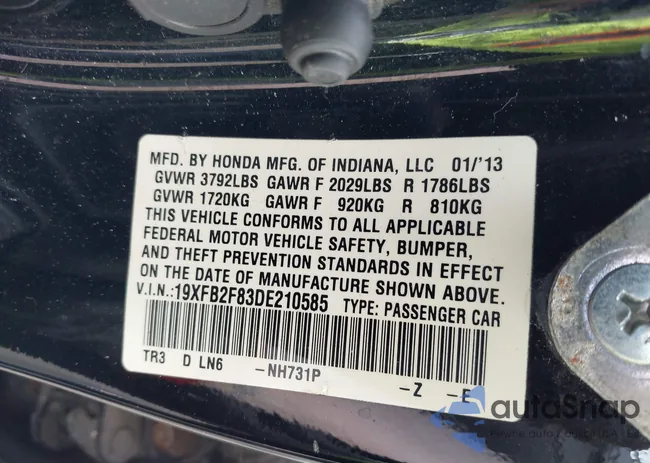 MFD. BY HONDA MFG. OF INDIANA, LLC 01/'13
GVWR 3792LBS GAWR F 2029LBS R 1786LBS
GVWR 1720KG GAWR F 920KG R 810KG
THIS VEHICLE CONFORMS TO ALL APPLICABLE
FEDERAL MOTOR VEHICLE SAFETY, BUMPER,
AND THEFT PREVENTION STANDARDS IN EFFECT
ON THE DATE OF MANUFACTURE SHOWN ABOVE.
V.I.N.:19XFB2F83DE210585 TYPE: PASSENGER CAR
TR3 D LN6 -NH731P -Z -E
autoSnap